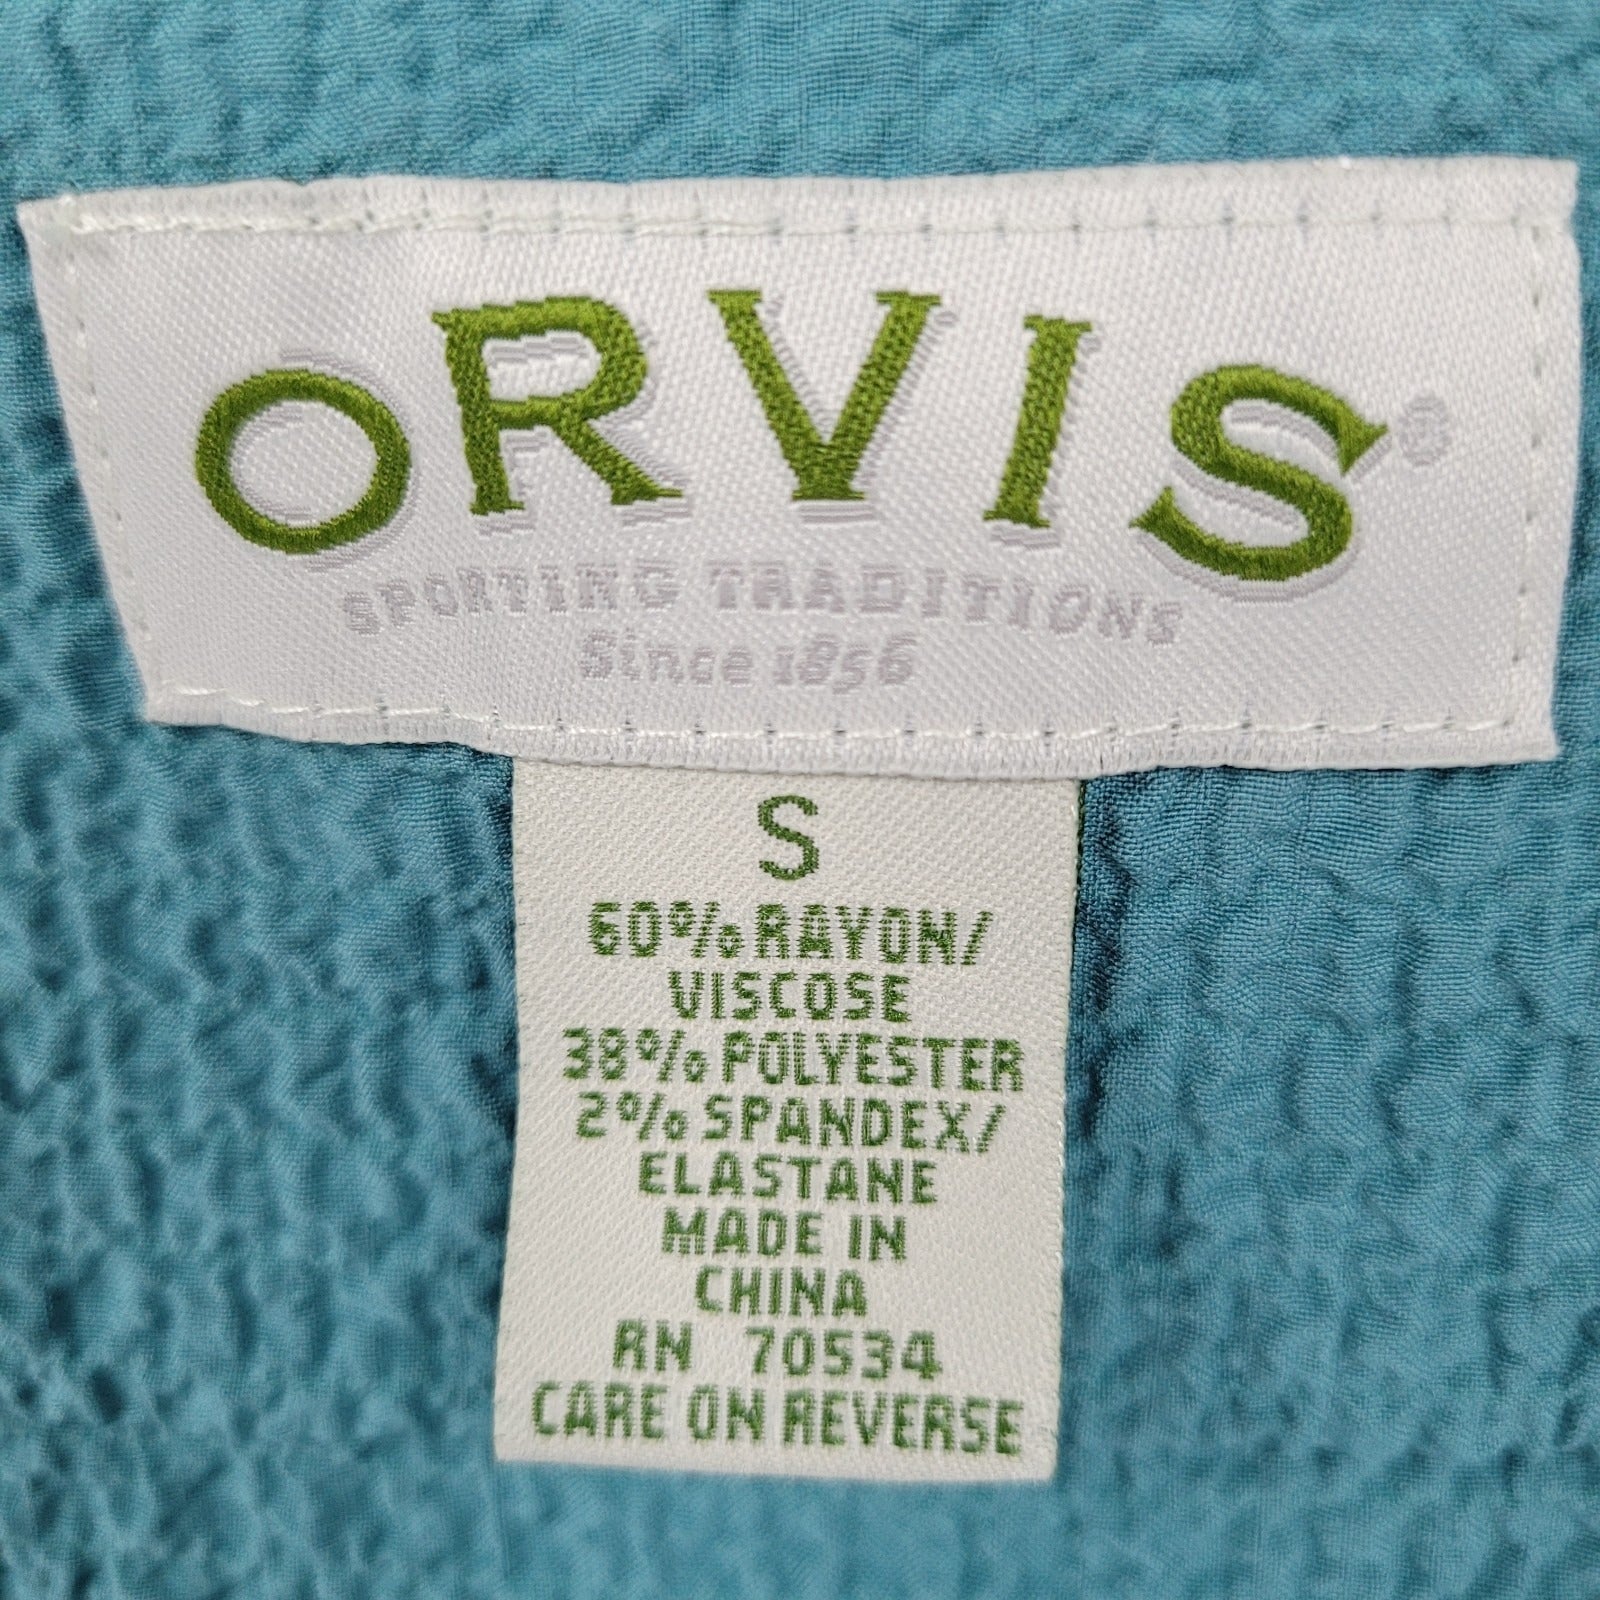 ORVIS®
SPORTING TRADITIONS
Since 1856
S
60% RAYON/
VISCOSE
38% POLYESTER
2% SPANDEX/
ELASTANE
MADE IN
CHINA
RN 70534
CARE ON REVERSE